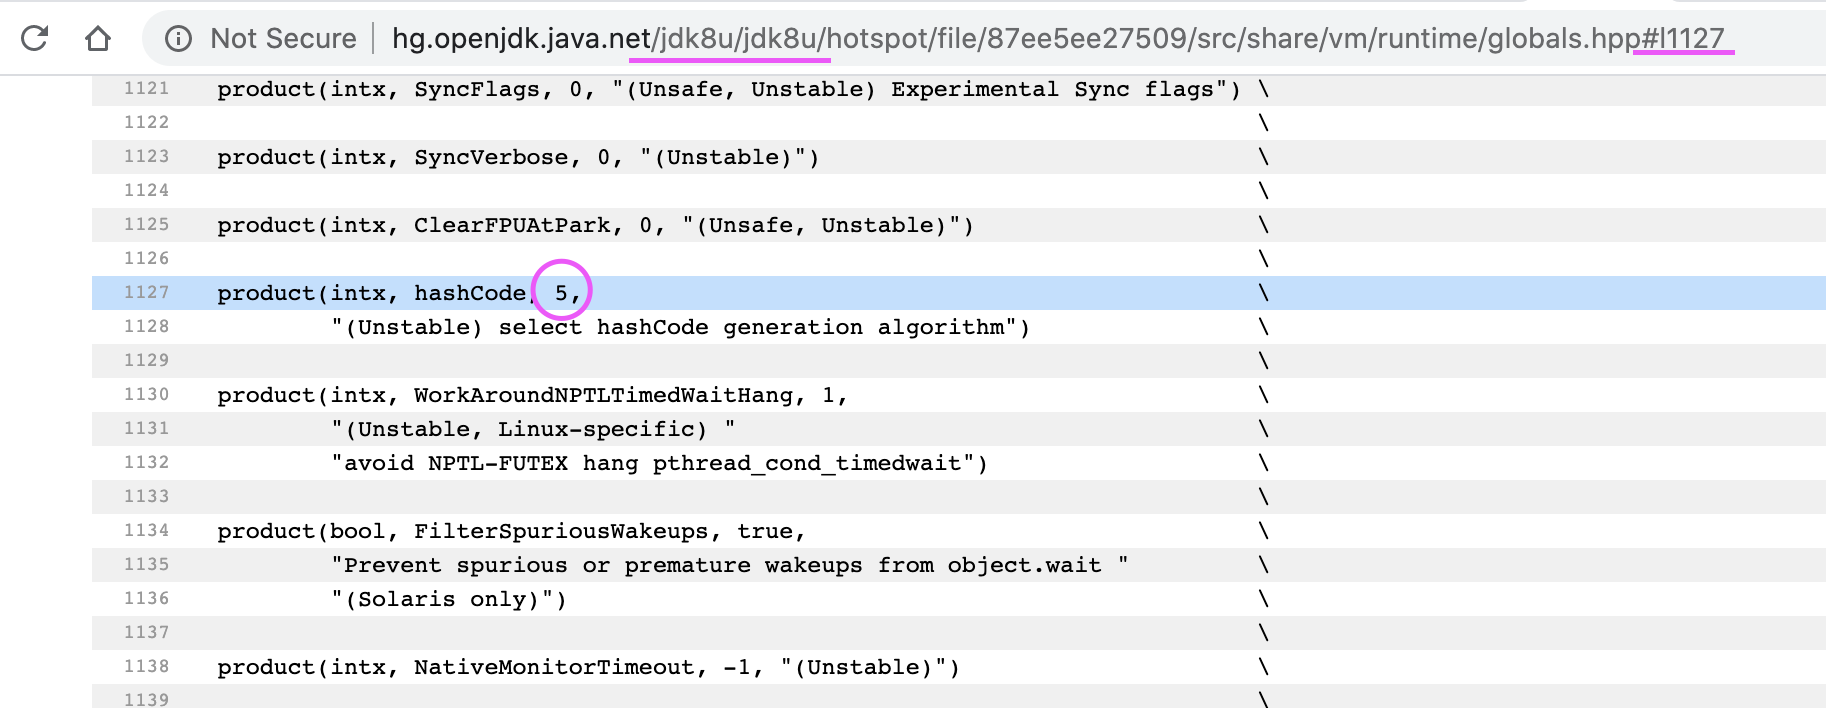 Not Secure hg.openjdk.java.net/jdk8u/jdk8u/hotspot/file/87ee5ee27509/src/share/vm/runtime/globals.hpp#l1127
1121 product(intx, SyncFlags, 0, "(Unsafe, Unstable) Experimental Sync flags") \
1122 \
1123 product(intx, SyncVerbose, 0, "(Unstable)") \
1124 \
1125 product(intx, ClearFPUAtPark, 0, "(Unsafe, Unstable)") \
1126 \
1127 product(intx, hashCode, 5, \
1128 "(Unstable) select hashCode generation algorithm") \
1129 \
1130 product(intx, WorkAroundNPTLTimedWaitHang, 1, \
1131 "(Unstable, Linux-specific) " \
1132 "avoid NPTL-FUTEX hang pthread_cond_timedwait") \
1133 \
1134 product(bool, FilterSpuriousWakeups, true, \
1135 "Prevent spurious or premature wakeups from object.wait " \
1136 "(Solaris only)") \
1137 \
1138 product(intx, NativeMonitorTimeout, -1, "(Unstable)") \
1139 \